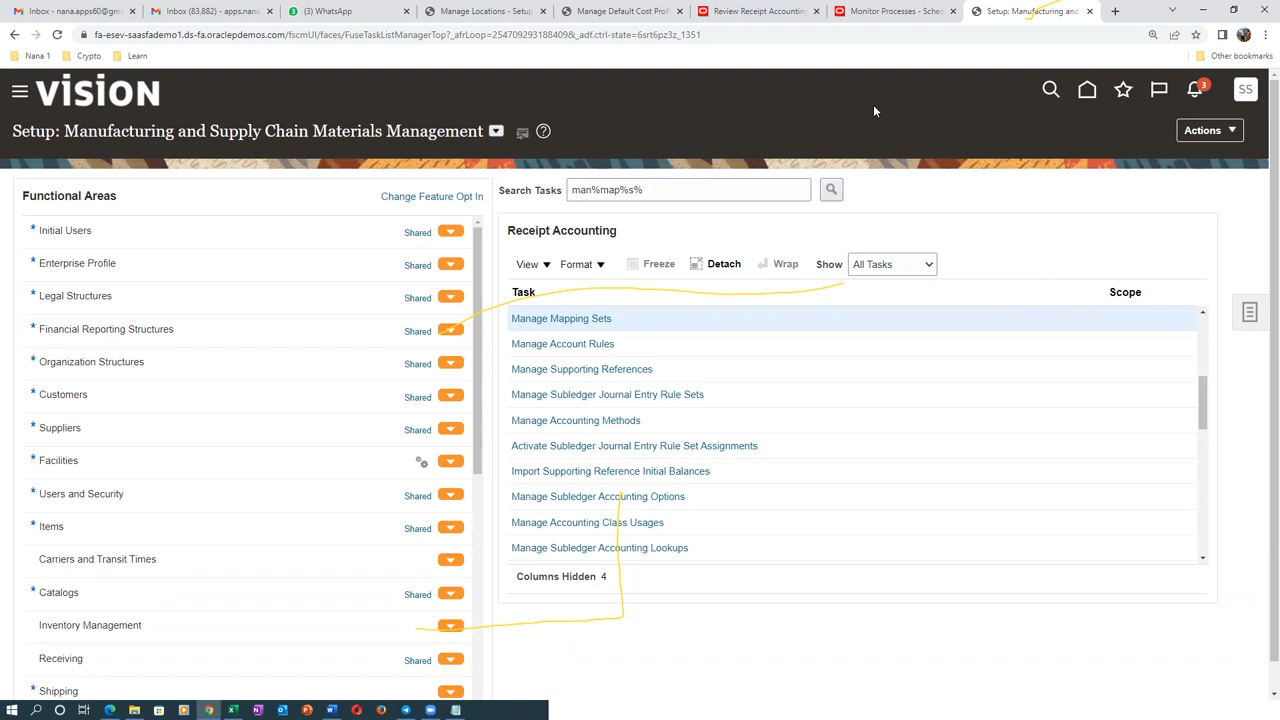 Inbox - nana.apps60@gma
Inbox (83,882) - apps.nana
(3) WhatsApp
Manage Locations - Setup
Manage Default Cost Profil
Review Receipt Accounting
Monitor Processes - Sched
Setup: Manufacturing and
fa-esev-saasfademo1.ds-fa.oraclepdemos.com/fscmUI/faces/FuseTaskListManagerTop?_afrLoop=2547092931888409&_adf.ctrl-state=6srt6pz3z_1351
Nana 1
Crypto
Learn
Other bookmarks
VISION
3
SS
Setup: Manufacturing and Supply Chain Materials Management
Actions
Functional Areas
Change Feature Opt In
* Initial Users Shared
* Enterprise Profile Shared
* Legal Structures Shared
* Financial Reporting Structures Shared
* Organization Structures Shared
* Customers Shared
* Suppliers Shared
* Facilities
* Users and Security Shared
* Items Shared
Carriers and Transit Times
* Catalogs Shared
Inventory Management
Receiving Shared
* Shipping
Search Tasks man%map%s%
Receipt Accounting
View Format Freeze Detach Wrap Show All Tasks
Task Scope
Manage Mapping Sets
Manage Account Rules
Manage Supporting References
Manage Subledger Journal Entry Rule Sets
Manage Accounting Methods
Activate Subledger Journal Entry Rule Set Assignments
Import Supporting Reference Initial Balances
Manage Subledger Accounting Options
Manage Accounting Class Usages
Manage Subledger Accounting Lookups
Columns Hidden 4